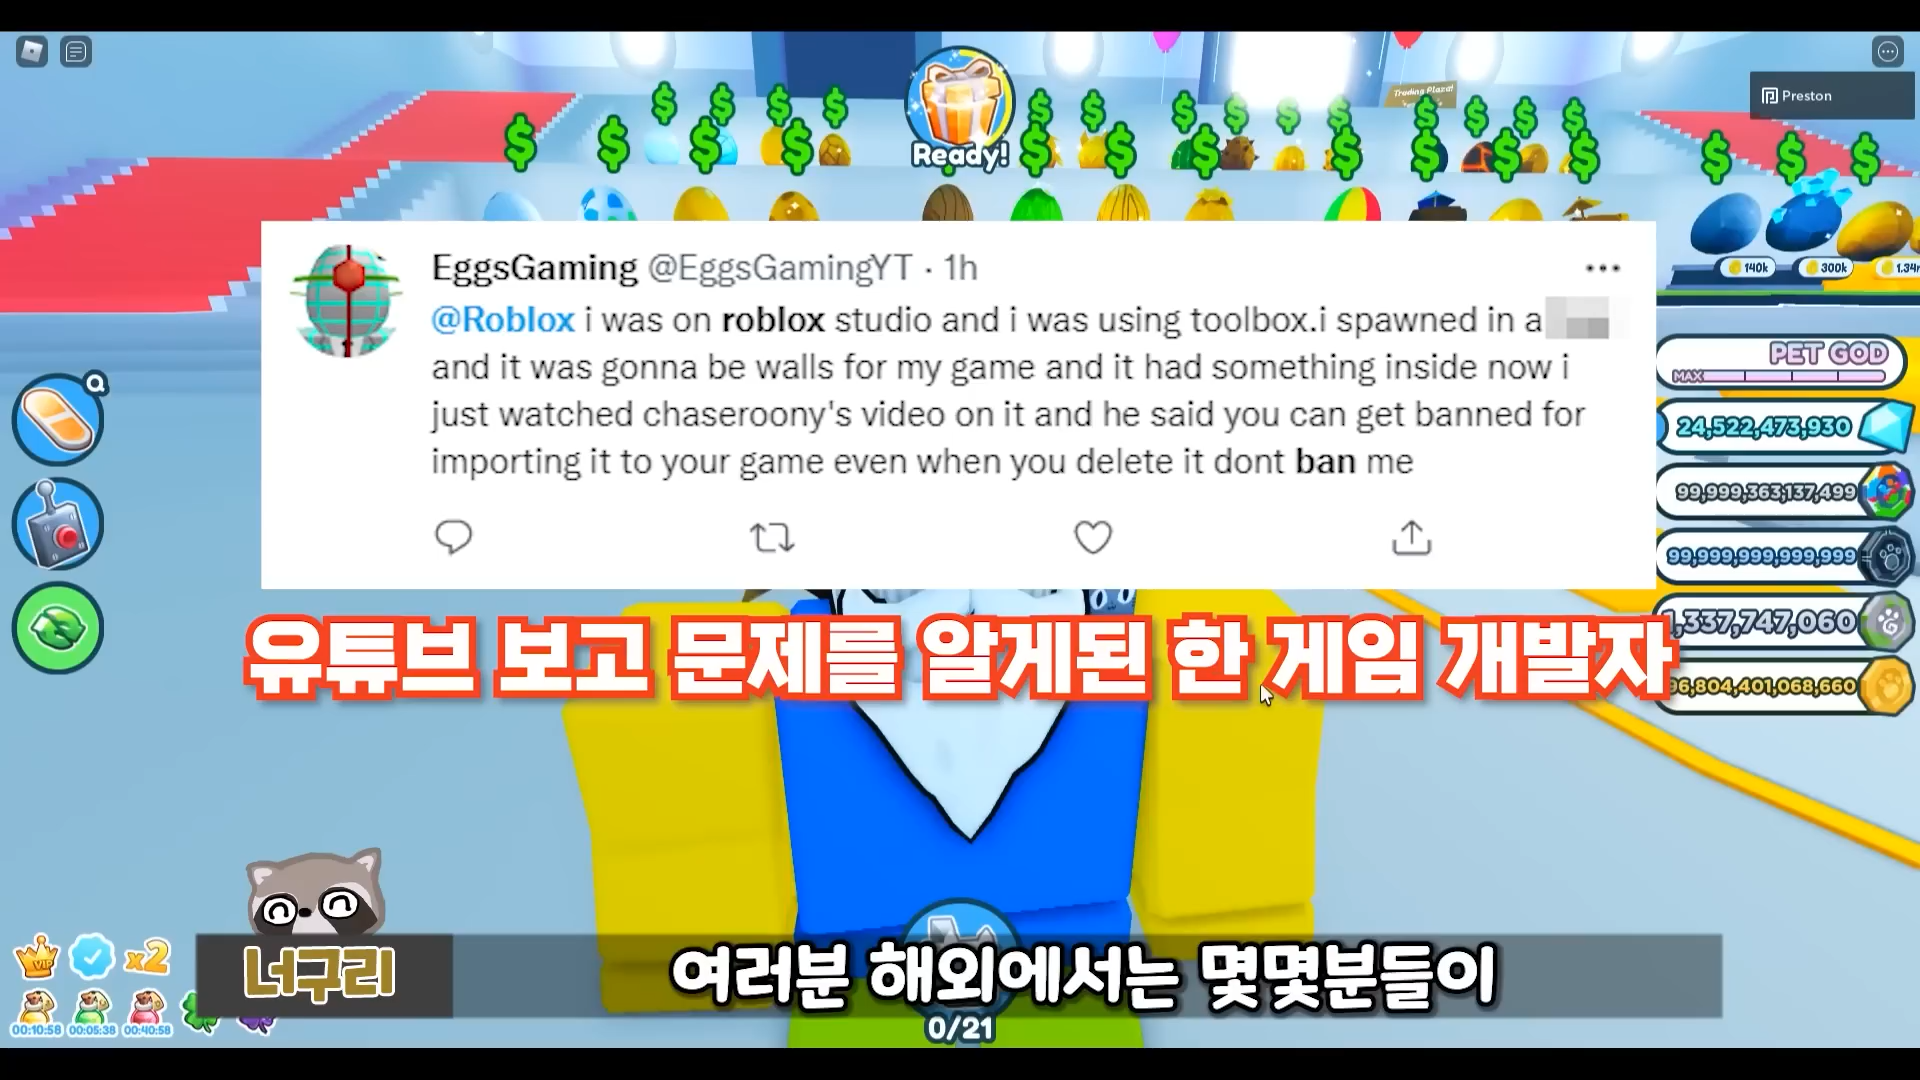 Ready!
Trading Plaza!
Preston
140k
300k
EggsGaming @EggsGamingYT · 1h
@Roblox i was on roblox studio and i was using toolbox.i spawned in a
and it was gonna be walls for my game and it had something inside now i
just watched chaseroony's video on it and he said you can get banned for
importing it to your game even when you delete it dont ban me
PET GOD
MAX
24,522,473,930
99,999,363,137,499
99,999,999,999,999
1,337,747,060
96,804,401,068,660
Q
유튜브 보고 문제를 알게된 한 게임 개발자
너구리
여러분 해외에서는 몇몇분들이
VIP
x2
00:10:58
00:05:38
00:40:58
0/21